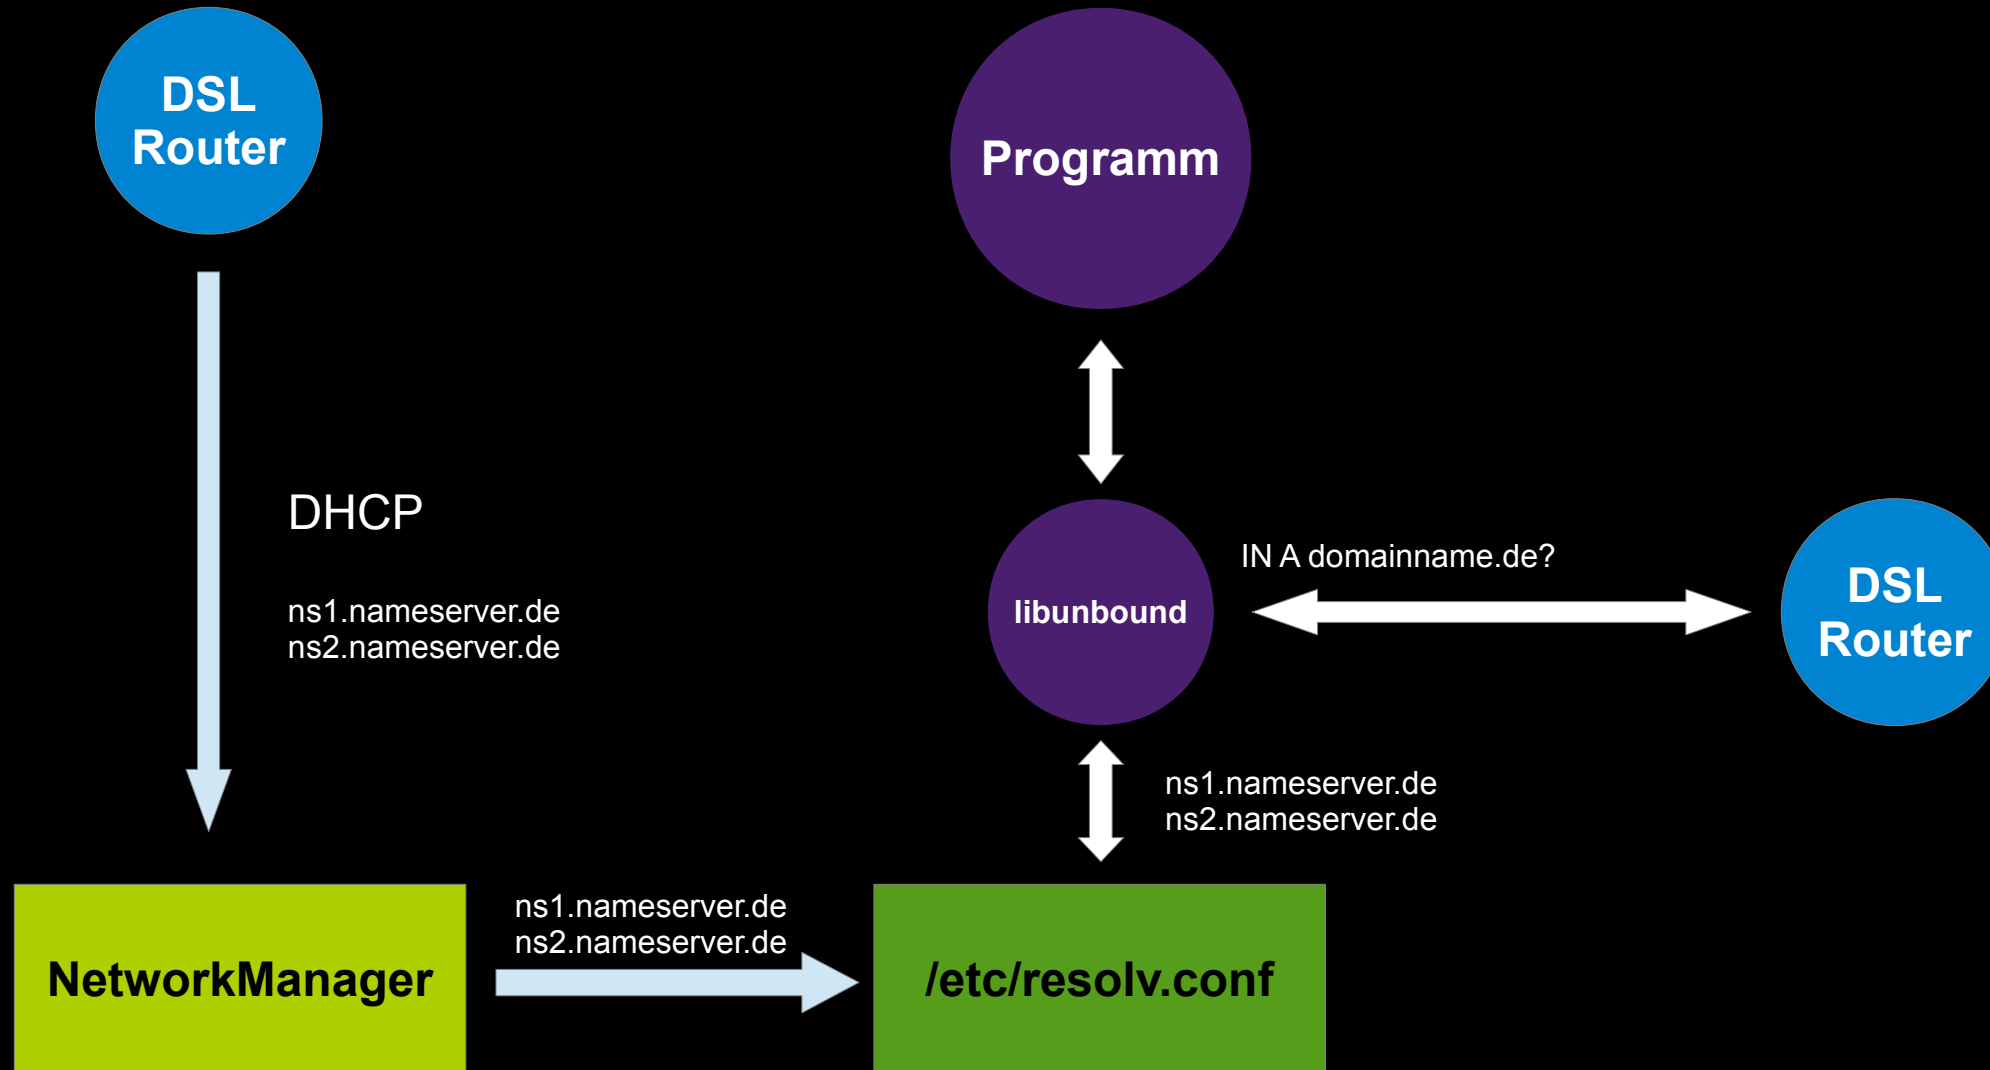 DSL
Router
Programm
DHCP
ns1.nameserver.de
ns2.nameserver.de
libunbound
IN A domainname.de?
DSL
Router
ns1.nameserver.de
ns2.nameserver.de
NetworkManager
ns1.nameserver.de
ns2.nameserver.de
/etc/resolv.conf